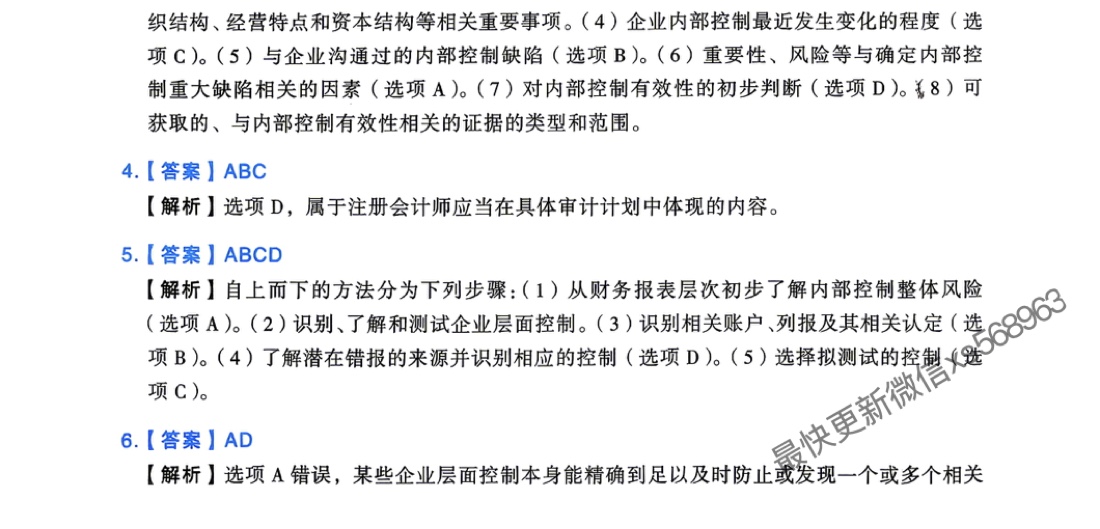 织结构、经营特点和资本结构等相关重要事项。（4）企业内部控制最近发生变化的程度（选
项C）。（5）与企业沟通过的内部控制缺陷（选项B）。（6）重要性、风险等与确定内部控
制重大缺陷相关的因素（选项A）。（7）对内部控制有效性的初步判断（选项D）。（8）可
获取的、与内部控制有效性相关的证据的类型和范围。
4.【答案】ABC
【解析】选项D，属于注册会计师应当在具体审计计划中体现的内容。
5.【答案】ABCD
【解析】自上而下的方法分为下列步骤：（1）从财务报表层次初步了解内部控制整体风险
（选项A）。（2）识别、了解和测试企业层面控制。（3）识别相关账户、列报及其相关认定（选
项B）。（4）了解潜在错报的来源并识别相应的控制（选项D）。（5）选择拟测试的控制（选
项C）。
6.【答案】AD
【解析】选项A错误，某些企业层面控制本身能精确到足以及时防止或发现一个或多个相关
最快更新微信xa568963